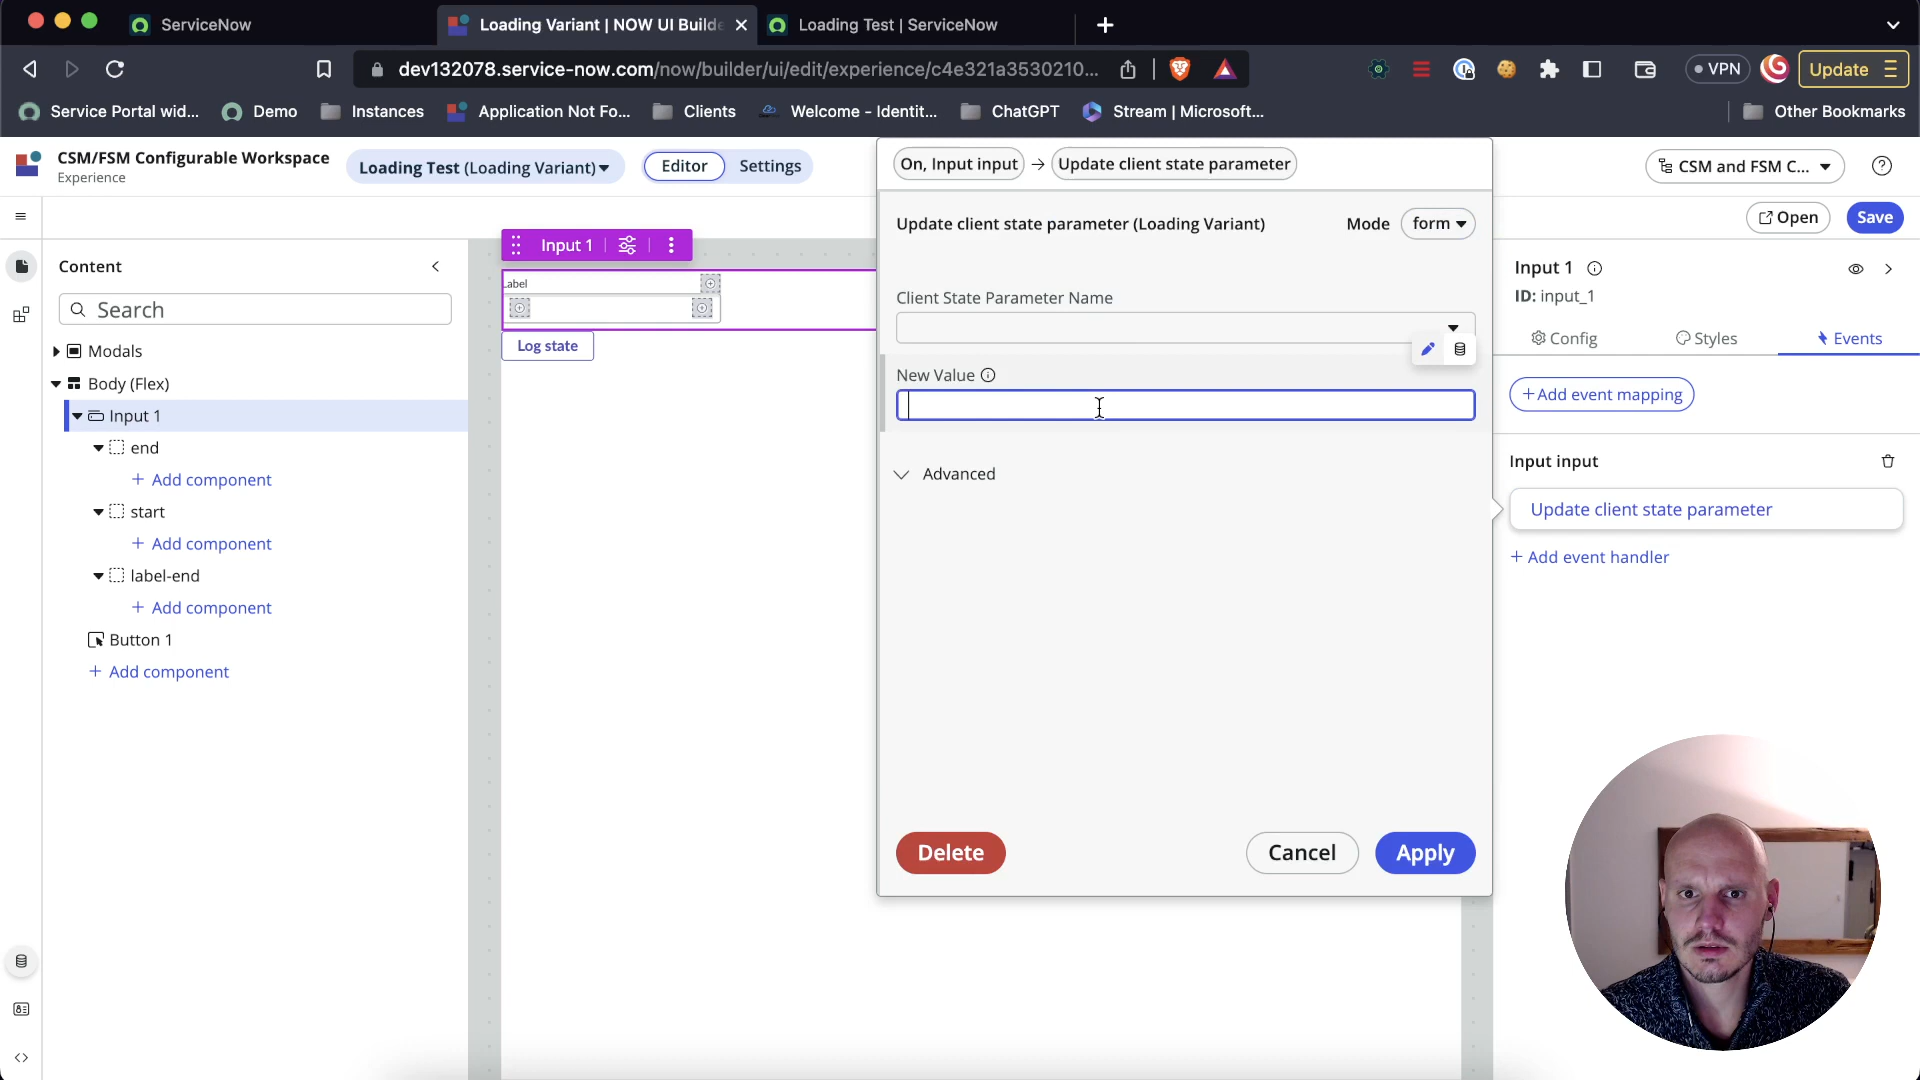 ServiceNow
Loading Variant | NOW UI Builde
Loading Test | ServiceNow
dev132078.service-now.com/now/builder/ui/edit/experience/c4e321a3530210...
VPN
Update
Service Portal wid...
Demo
Instances
Application Not Fo...
Clients
Welcome - Identit...
ChatGPT
Stream | Microsoft...
Other Bookmarks
CSM/FSM Configurable Workspace
Experience
Loading Test (Loading Variant)
Editor
Settings
On, Input input → Update client state parameter
CSM and FSM C...
Open
Save
Content
Search
Modals
Body (Flex)
Input 1
end
+ Add component
start
+ Add component
label-end
+ Add component
Button 1
+ Add component
Input 1
Label
Log state
Update client state parameter (Loading Variant)
Mode
form
Client State Parameter Name
New Value
Advanced
Delete
Cancel
Apply
Input 1
ID: input_1
Config
Styles
Events
+Add event mapping
Input input
Update client state parameter
+ Add event handler